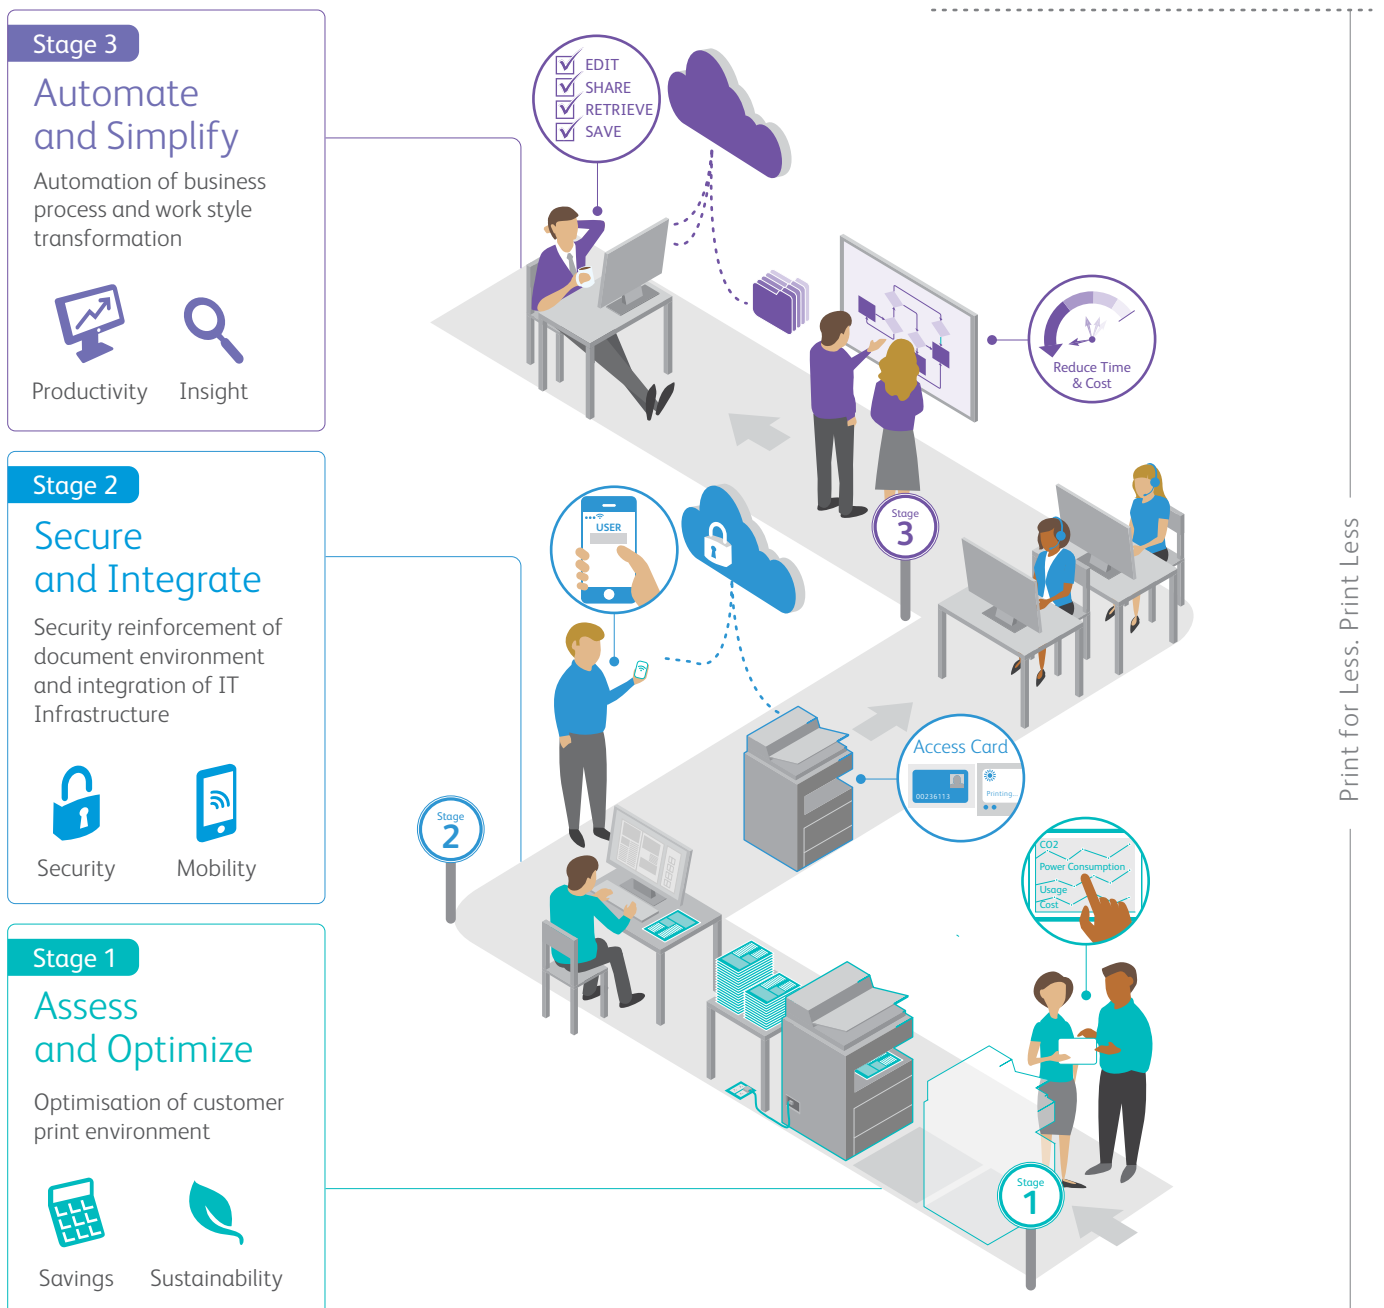 Stage 3
Automate
and Simplify
Automation of business
process and work style
transformation
Productivity
Insight
EDIT
SHARE
RETRIEVE
SAVE
Reduce Time
& Cost
Stage
3
Stage 2
Secure
and Integrate
Security reinforcement of
document environment
and integration of IT
Infrastructure
Security
Mobility
USER
Access Card
00236113
Printing...
Stage
2
Stage 1
Assess
and Optimize
Optimisation of customer
print environment
Savings
Sustainability
CO2
Power Consumption
Usage
Cost
Stage
1
Print for Less. Print Less